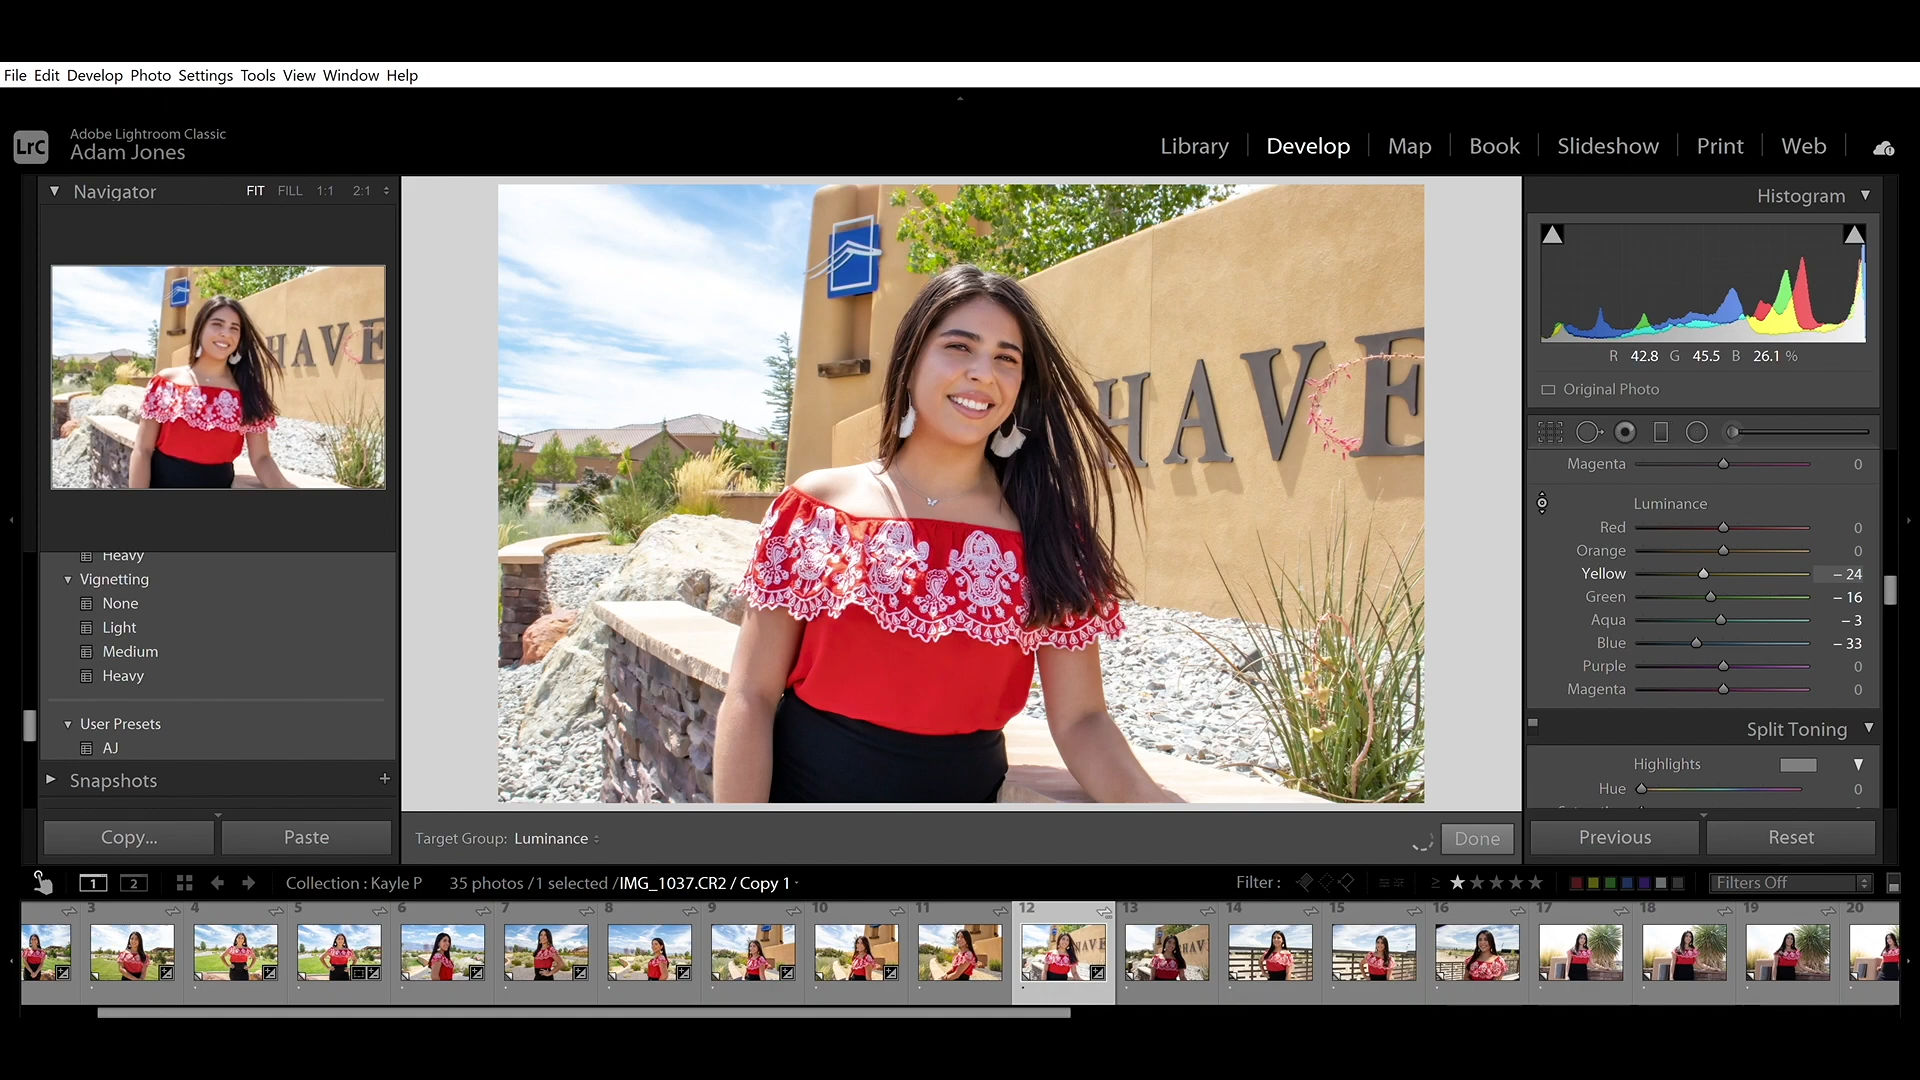 File Edit Develop Photo Settings Tools View Window Help
LrC
Adobe Lightroom Classic
Adam Jones
Library Develop Map Book Slideshow Print Web
Navigator FIT FILL 1:1 2:1
HAVE
Heavy
Vignetting
None
Light
Medium
Heavy
User Presets
AJ
Snapshots +
Copy... Paste
HAVE
Target Group: Luminance Done
Histogram
R 42.8 G 45.5 B 26.1 %
Original Photo
Magenta 0
Luminance
Red 0
Orange 0
Yellow – 24
Green – 16
Aqua – 3
Blue – 33
Purple 0
Magenta 0
Split Toning
Highlights
Hue 0
Previous Reset
1 2 Collection : Kayle P 35 photos / 1 selected / IMG_1037.CR2 / Copy 1
Filter : ≥ ★★★★★ Filters Off
3 4 5 6 7 8 9 10 11 12 13 14 15 16 17 18 19 20